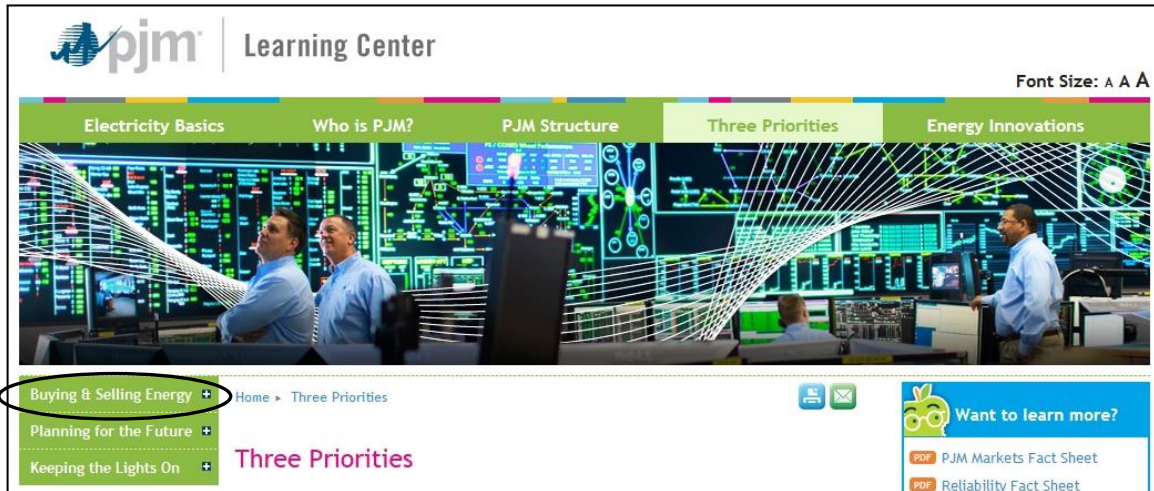 pjm Learning Center
Font Size: A A A
Electricity Basics Who is PJM? PJM Structure Three Priorities Energy Innovations
Buying & Selling Energy
Planning for the Future
Keeping the Lights On
Home ▸ Three Priorities
Three Priorities
Want to learn more?
PDF PJM Markets Fact Sheet
PDF Reliability Fact Sheet